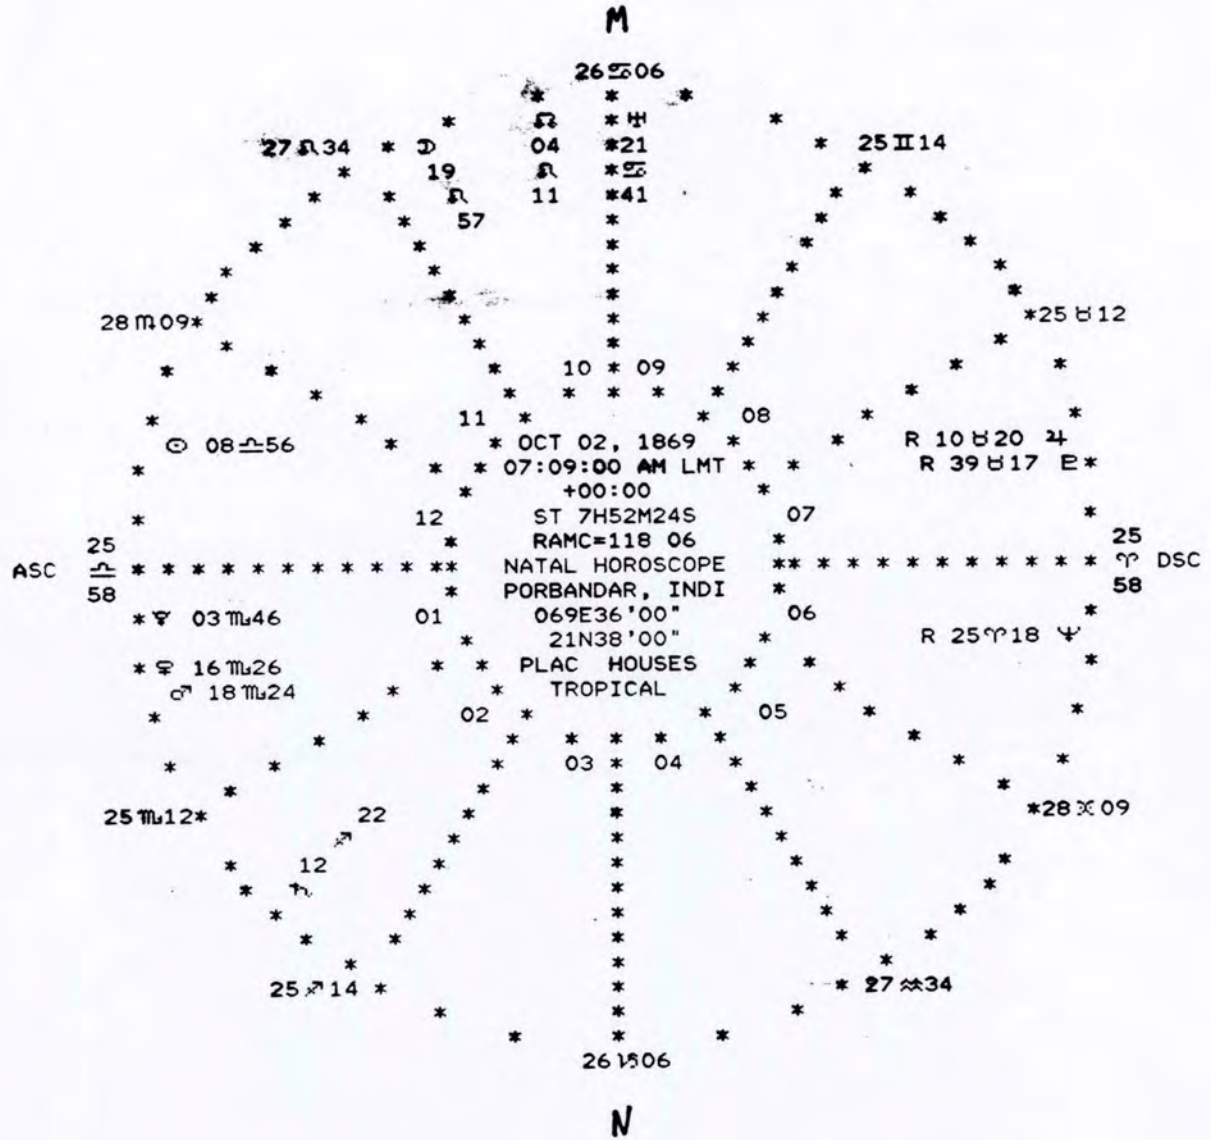 M
26♋06
☊ ♅
27♌34 ☽ 04 21 25♊14
19 ♌ ♋
♌ 11 41
57
28♍09 25♉12
10 09
11 08
☉ 08♎56 OCT 02, 1869 R 10♉20 ♃
07:09:00 AM LMT R 39♉17 ♇
+00:00
12 ST 7H52M24S 07
25 RAMC=118 06 25
ASC ♎ NATAL HOROSCOPE ♈ DSC
58 PORBANDAR, INDI 58
☿ 03♏46 01 069E36'00" 06
21N38'00" R 25♈18 ♆
♀ 16♏26 PLAC HOUSES
♂ 18♏24 TROPICAL
02 05
03 04
25♏12 22 28♓09
♐
12
♄
25♐14 27♒34
26♑06
N